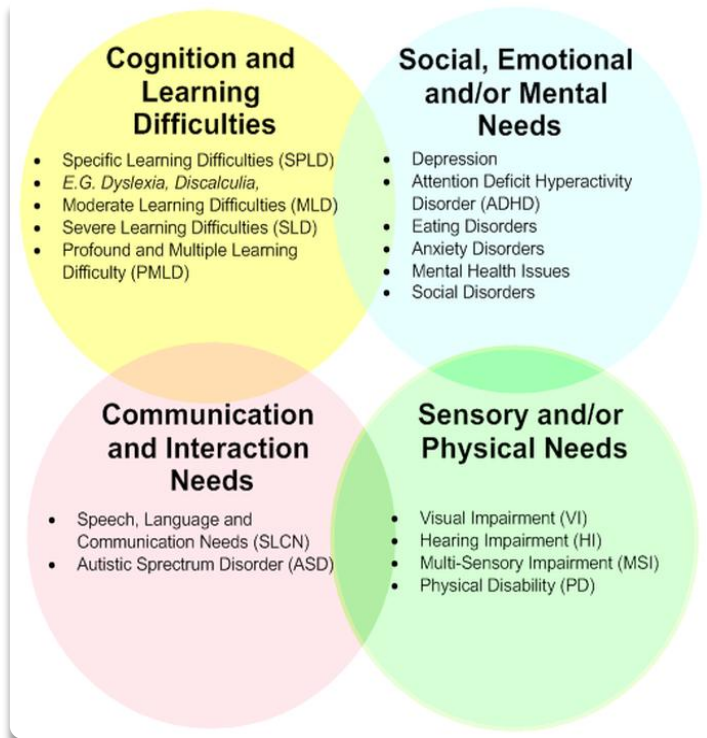 Cognition and
Learning
Difficulties
• Specific Learning Difficulties (SPLD)
• E.G. Dyslexia, Discalculia,
• Moderate Learning Difficulties (MLD)
• Severe Learning Difficulties (SLD)
• Profound and Multiple Learning
Difficulty (PMLD)
Social, Emotional
and/or Mental
Needs
• Depression
• Attention Deficit Hyperactivity
Disorder (ADHD)
• Eating Disorders
• Anxiety Disorders
• Mental Health Issues
• Social Disorders
Communication
and Interaction
Needs
• Speech, Language and
Communication Needs (SLCN)
• Autistic Sprectrum Disorder (ASD)
Sensory and/or
Physical Needs
• Visual Impairment (VI)
• Hearing Impairment (HI)
• Multi-Sensory Impairment (MSI)
• Physical Disability (PD)